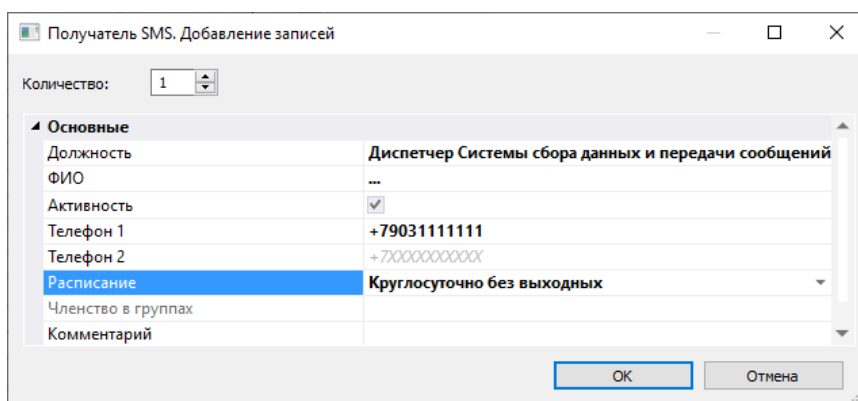 Получатель SMS. Добавление записей
Количество: 1
Основные
Должность Диспетчер Системы сбора данных и передачи сообщений
ФИО ...
Активность
Телефон 1 +79031111111
Телефон 2 +7XXXXXXXXXX
Расписание Круглосуточно без выходных
Членство в группах
Комментарий
OK Отмена